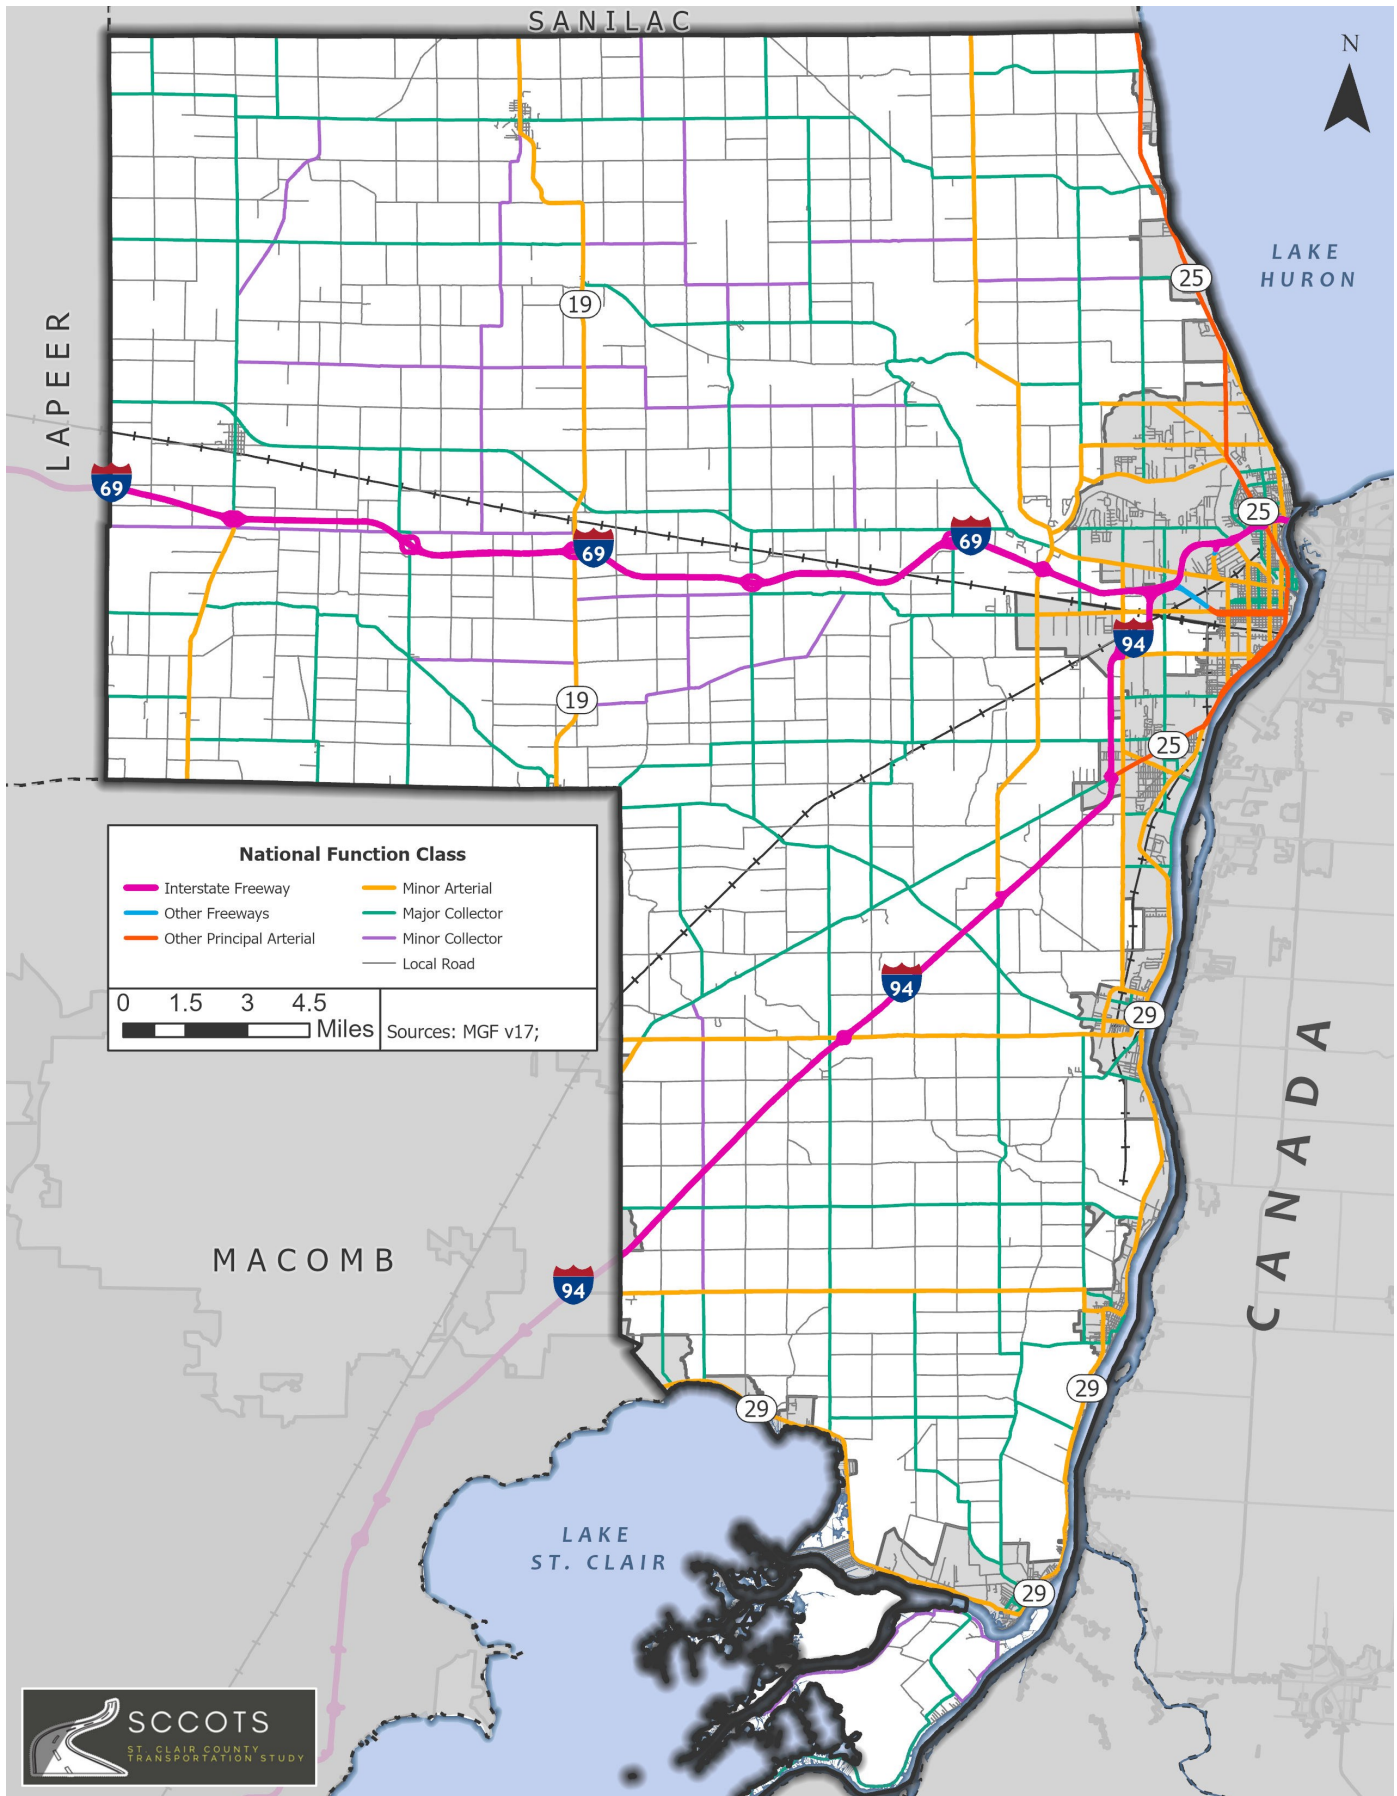 SANILAC
N
LAKE
HURON
25
19
LAPEER
69
25
69
69
94
19
25
National Function Class
Interstate Freeway
Other Freeways
Other Principal Arterial
Minor Arterial
Major Collector
Minor Collector
Local Road
0 1.5 3 4.5
Miles
Sources: MGF v17;
94
29
CANADA
MACOMB
94
29
29
LAKE
ST. CLAIR
29
SCCOTS
ST. CLAIR COUNTY
TRANSPORTATION STUDY